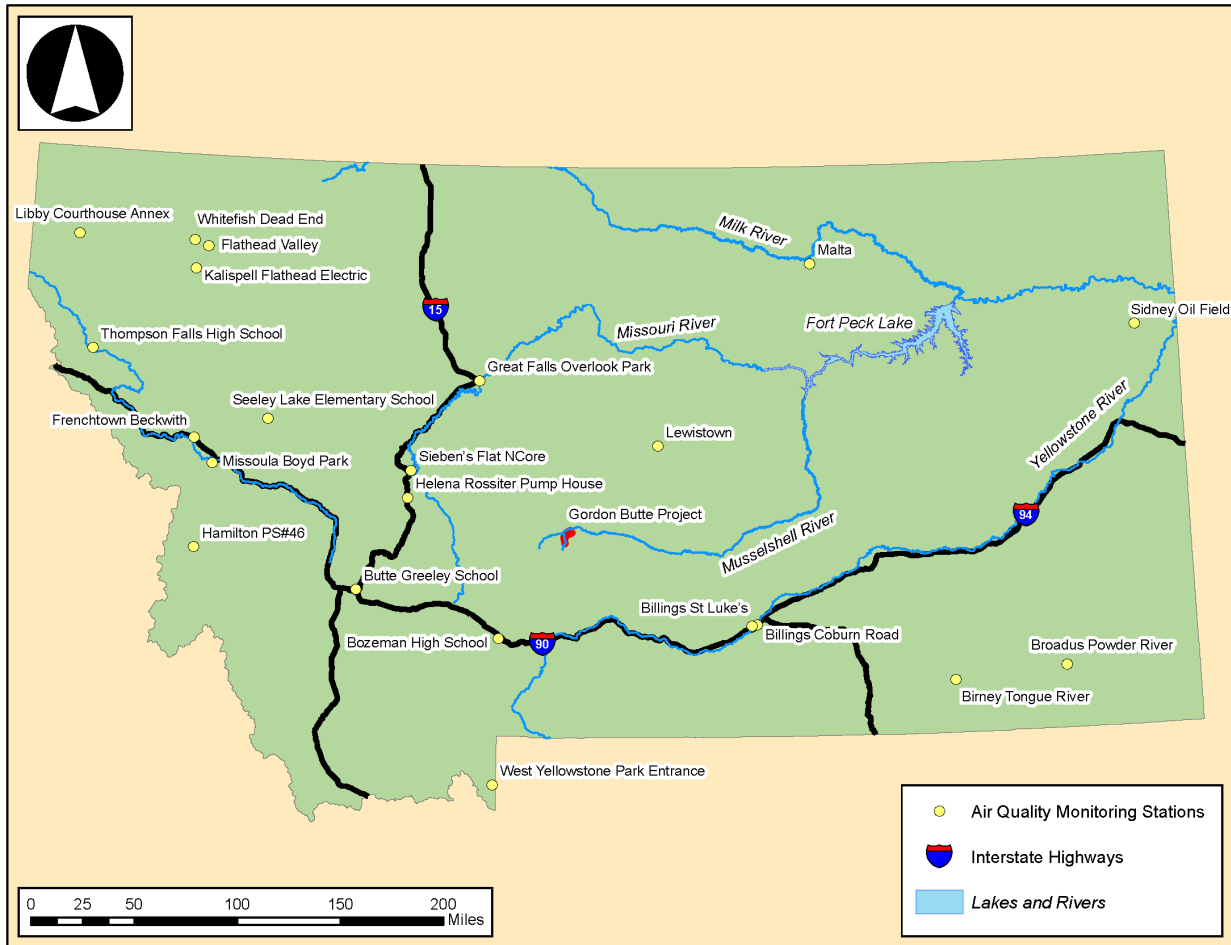 Libby Courthouse Annex
Whitefish Dead End
Flathead Valley
Kalispell Flathead Electric
Milk River
Malta
15
Missouri River
Fort Peck Lake
Sidney Oil Field
Thompson Falls High School
Great Falls Overlook Park
Seeley Lake Elementary School
Frenchtown Beckwith
Missoula Boyd Park
Lewistown
Yellowstone River
Sieben's Flat NCore
Helena Rossiter Pump House
Gordon Butte Project
94
Hamilton PS#46
Musselshell River
Butte Greeley School
Billings St Luke's
Billings Coburn Road
Bozeman High School
90
Broadus Powder River
Birney Tongue River
West Yellowstone Park Entrance
Air Quality Monitoring Stations
Interstate Highways
Lakes and Rivers
0 25 50 100 150 200
Miles